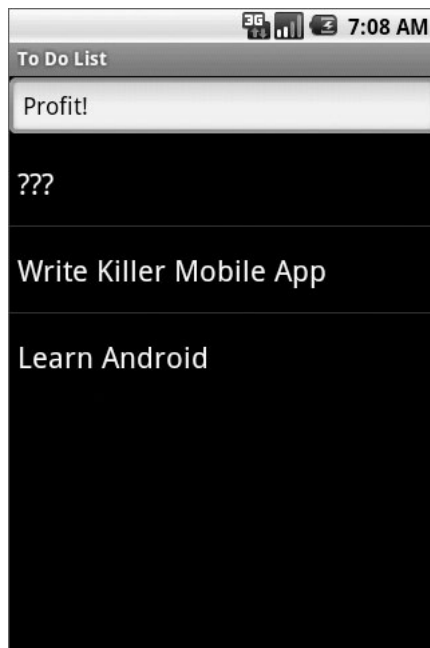 3G 7:08 AM
To Do List
Profit!
???
Write Killer Mobile App
Learn Android